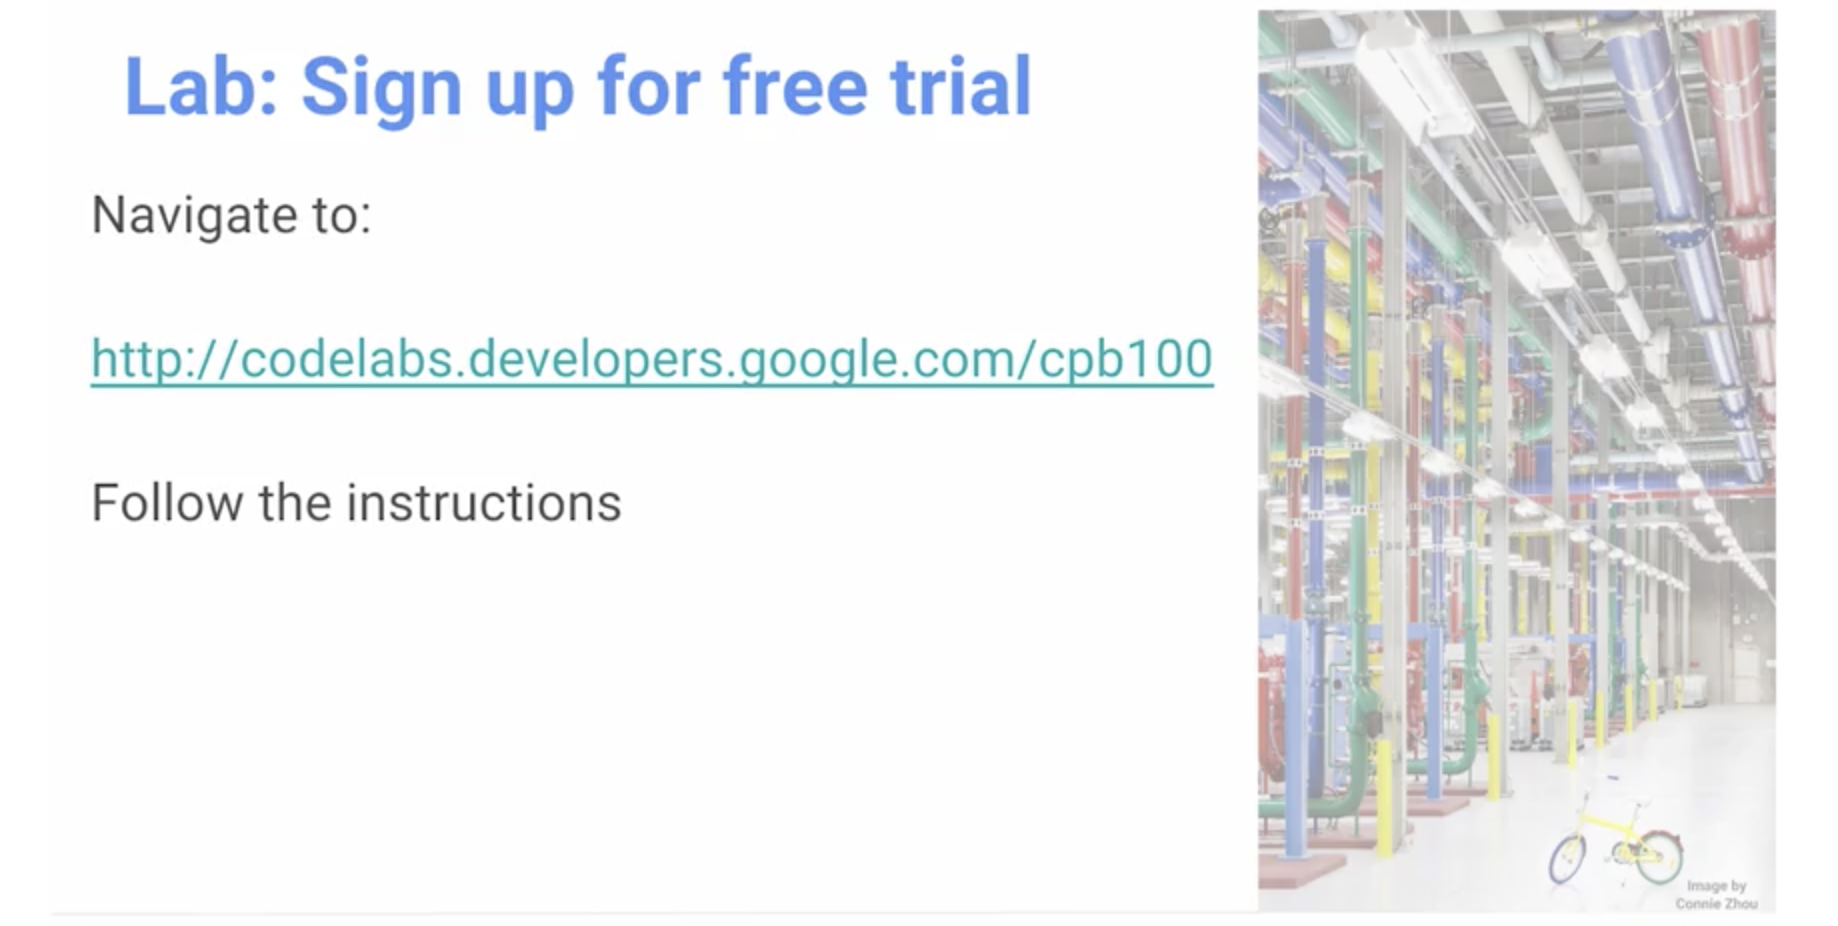 Lab: Sign up for free trial
Navigate to:
http://codelabs.developers.google.com/cpb100
Follow the instructions
Image by
Connie Zhou